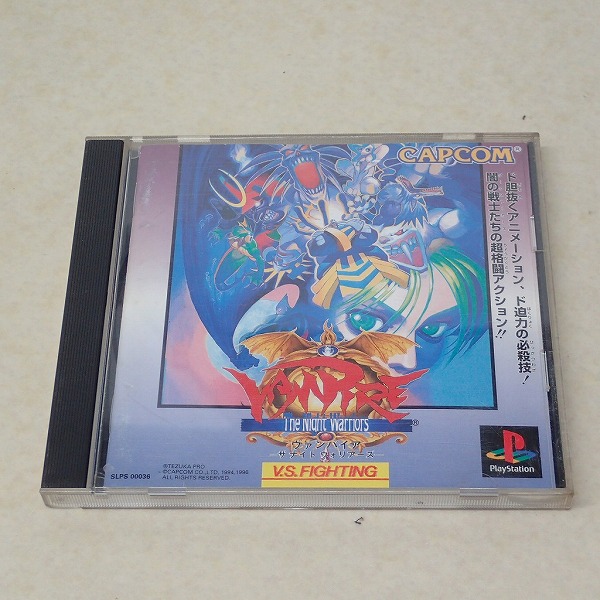 CAPCOM®
ド胆抜くアニメーション、ド迫力の必殺技!
闇の戦士たちの超格闘アクション!!
VAMPIRE
The Night Warriors ®
ヴァンパイア
ザ ナイト ウォリアーズ
V.S. FIGHTING
©TEZUKA PRO.
©CAPCOM CO.,LTD. 1994,1996
ALL RIGHTS RESERVED.
SLPS 00036
PlayStation